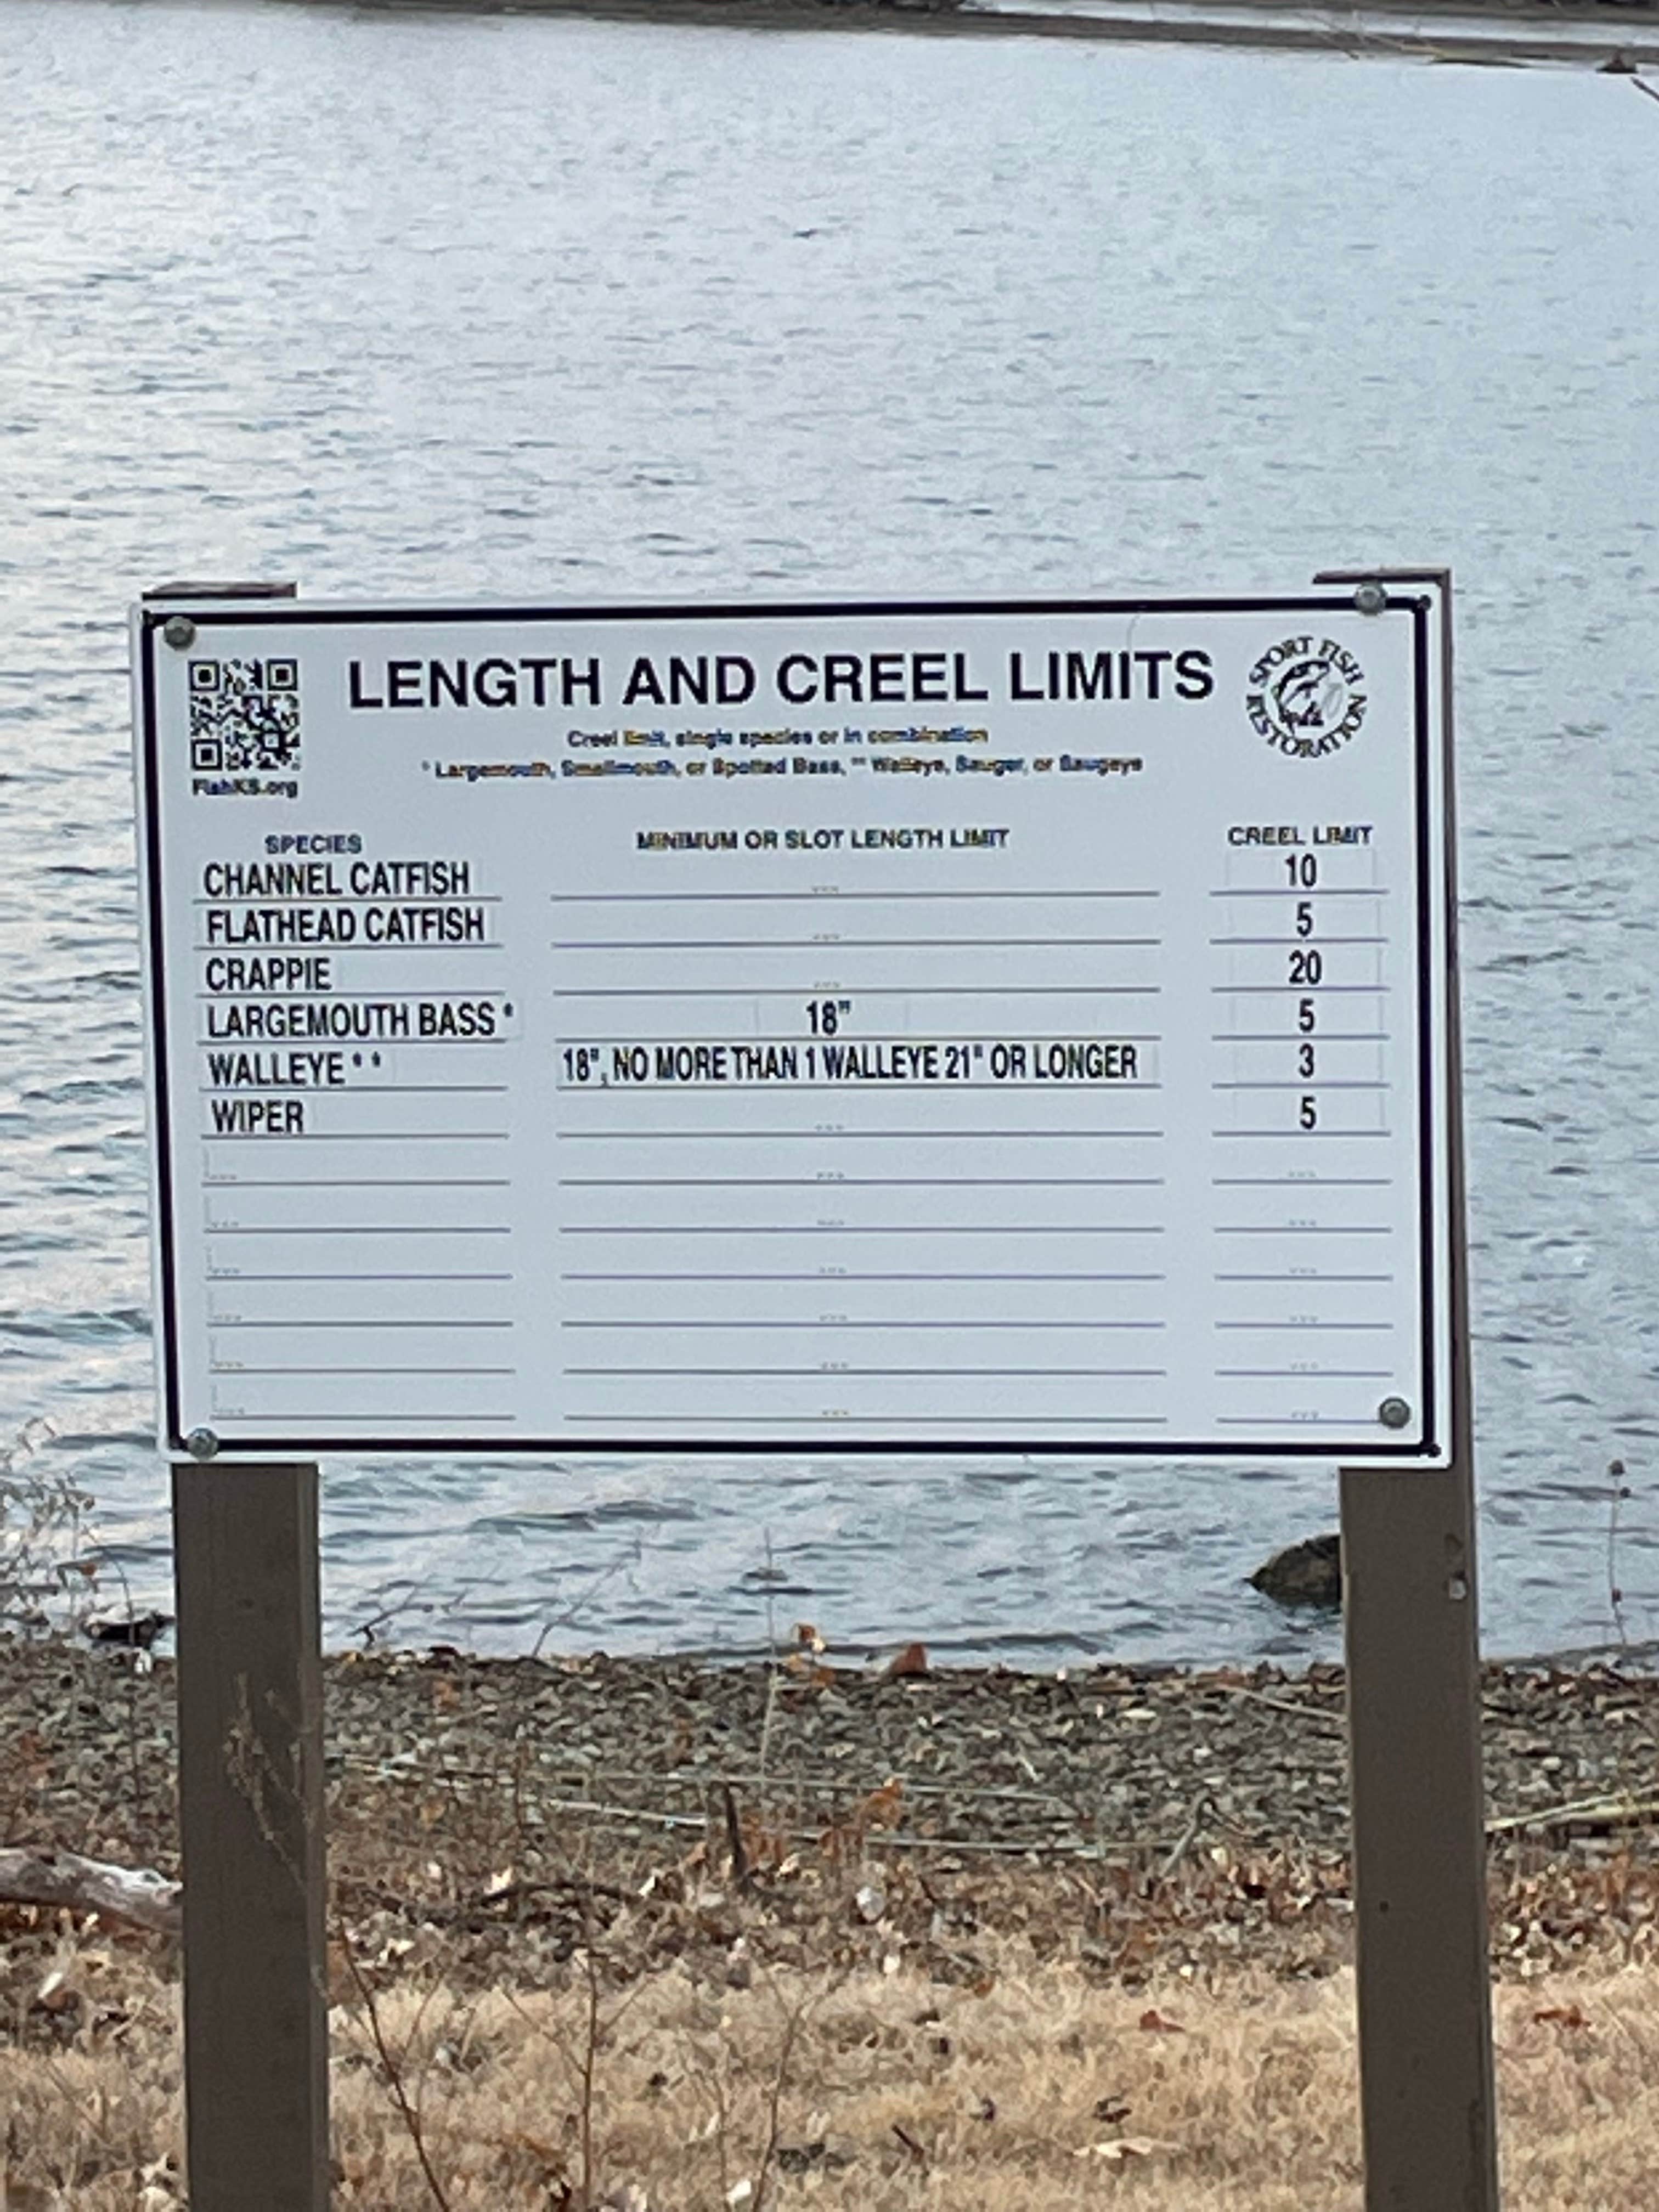 LENGTH AND CREEL LIMITS
SPORT FISH RESTORATION
Creel limit, single species or in combination
* Largemouth, Smallmouth, or Spotted Bass, ** Walleye, Sauger, or Saugeye
FishKS.org
SPECIES MINIMUM OR SLOT LENGTH LIMIT CREEL LIMIT
CHANNEL CATFISH --- 10
FLATHEAD CATFISH --- 5
CRAPPIE --- 20
LARGEMOUTH BASS * 18" 5
WALLEYE * * 18", NO MORE THAN 1 WALLEYE 21" OR LONGER 3
WIPER --- 5
--- --- ---
--- --- ---
--- --- ---
--- --- ---
--- --- ---
--- --- ---